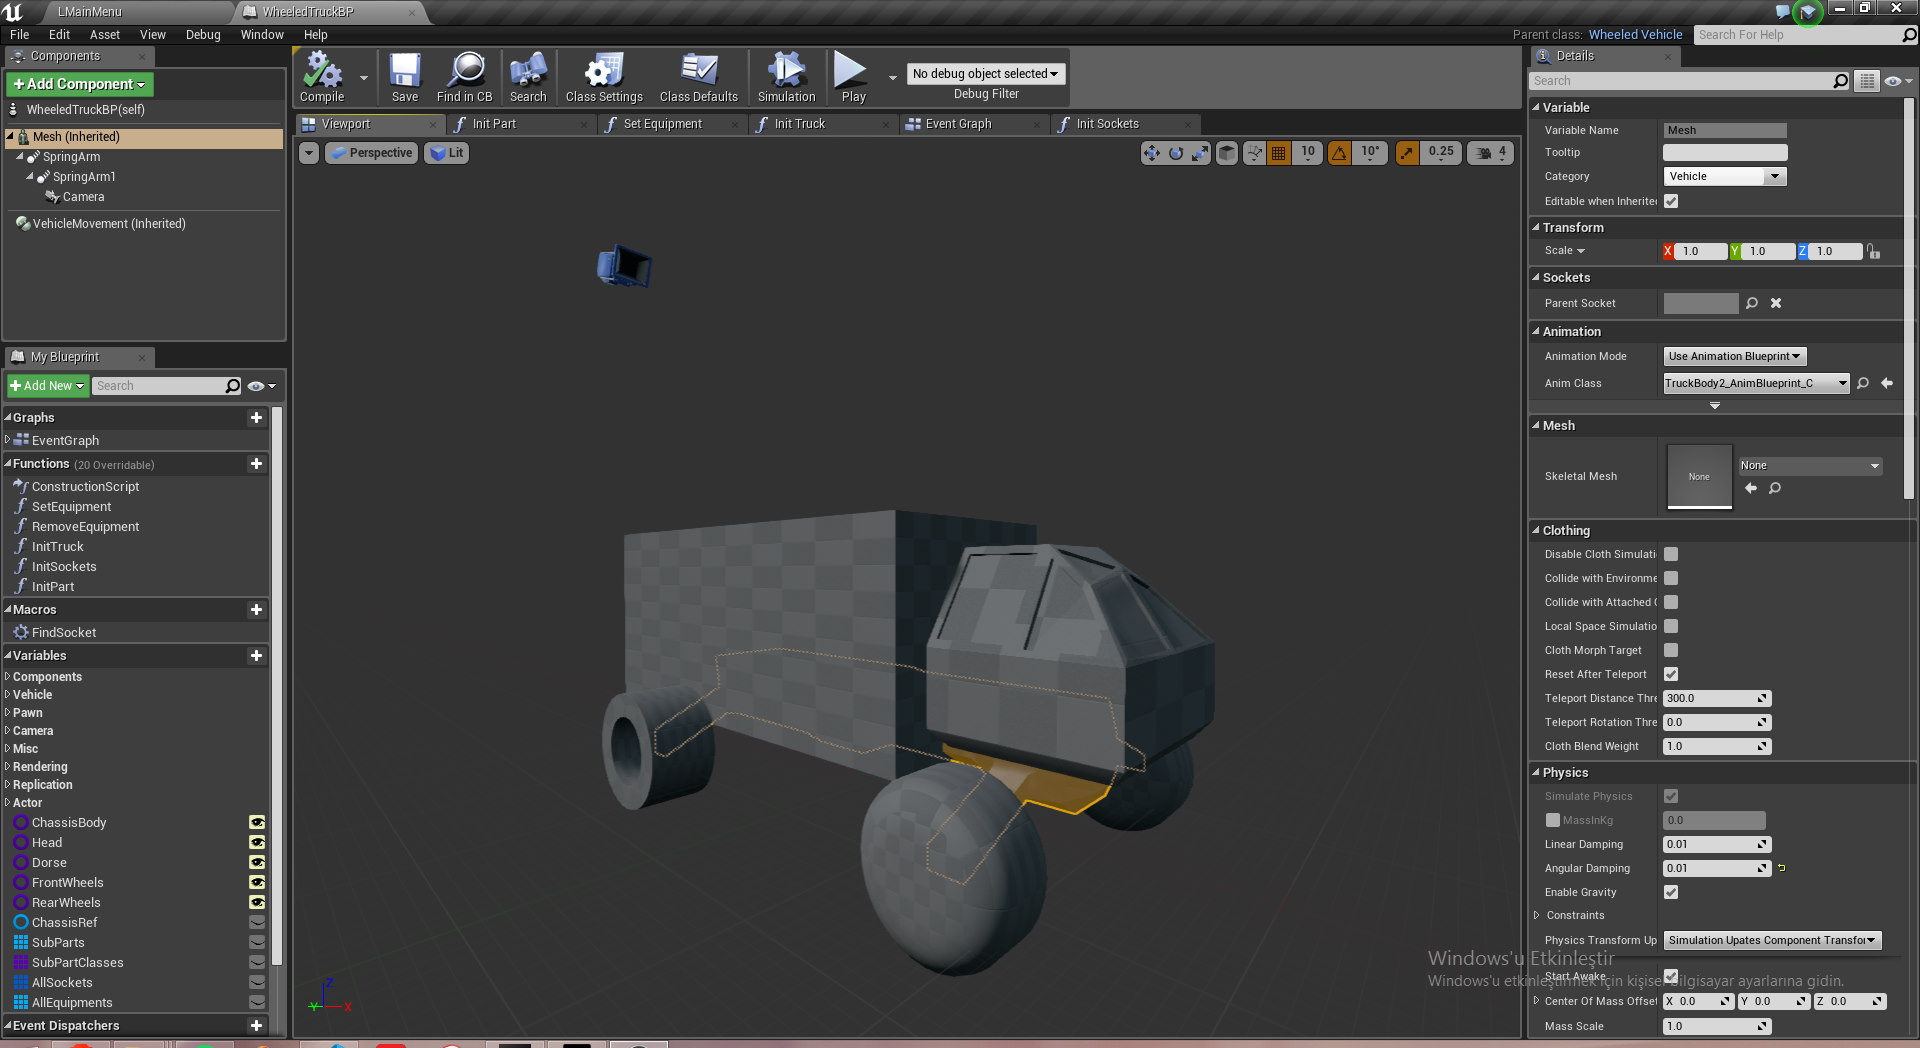 LMainMenu
WheeledTruckBP
File Edit Asset View Debug Window Help
Parent class: Wheeled Vehicle
Search For Help
Components
+Add Component
WheeledTruckBP(self)
Mesh (Inherited)
SpringArm
SpringArm1
Camera
VehicleMovement (Inherited)
My Blueprint
+Add New
Search
Graphs
EventGraph
Functions (20 Overridable)
ConstructionScript
SetEquipment
RemoveEquipment
InitTruck
InitSockets
InitPart
Macros
FindSocket
Variables
Components
Vehicle
Pawn
Camera
Misc
Rendering
Replication
Actor
ChassisBody
Head
Dorse
FrontWheels
RearWheels
ChassisRef
SubParts
SubPartClasses
AllSockets
AllEquipments
Event Dispatchers
Compile
Save
Find in CB
Search
Class Settings
Class Defaults
Simulation
Play
No debug object selected
Debug Filter
Viewport
Init Part
Set Equipment
Init Truck
Event Graph
Init Sockets
Perspective
Lit
10
10°
0.25
4
Z
Y
X
Details
Search
Variable
Variable Name Mesh
Tooltip
Category Vehicle
Editable when Inherite
Transform
Scale X 1.0 Y 1.0 Z 1.0
Sockets
Parent Socket
Animation
Animation Mode Use Animation Blueprint
Anim Class TruckBody2_AnimBlueprint_C
Mesh
Skeletal Mesh None None
Clothing
Disable Cloth Simulati
Collide with Environme
Collide with Attached C
Local Space Simulatio
Cloth Morph Target
Reset After Teleport
Teleport Distance Thre 300.0
Teleport Rotation Thre 0.0
Cloth Blend Weight 1.0
Physics
Simulate Physics
MassInKg 0.0
Linear Damping 0.01
Angular Damping 0.01
Enable Gravity
Constraints
Physics Transform Up Simulation Upates Component Transfor
Start Awake
Center Of Mass Offset X 0.0 Y 0.0 Z 0.0
Mass Scale 1.0
Windows'u Etkinleştir
Windows'u etkinleştirmek için kişisel bilgisayar ayarlarına gidin.